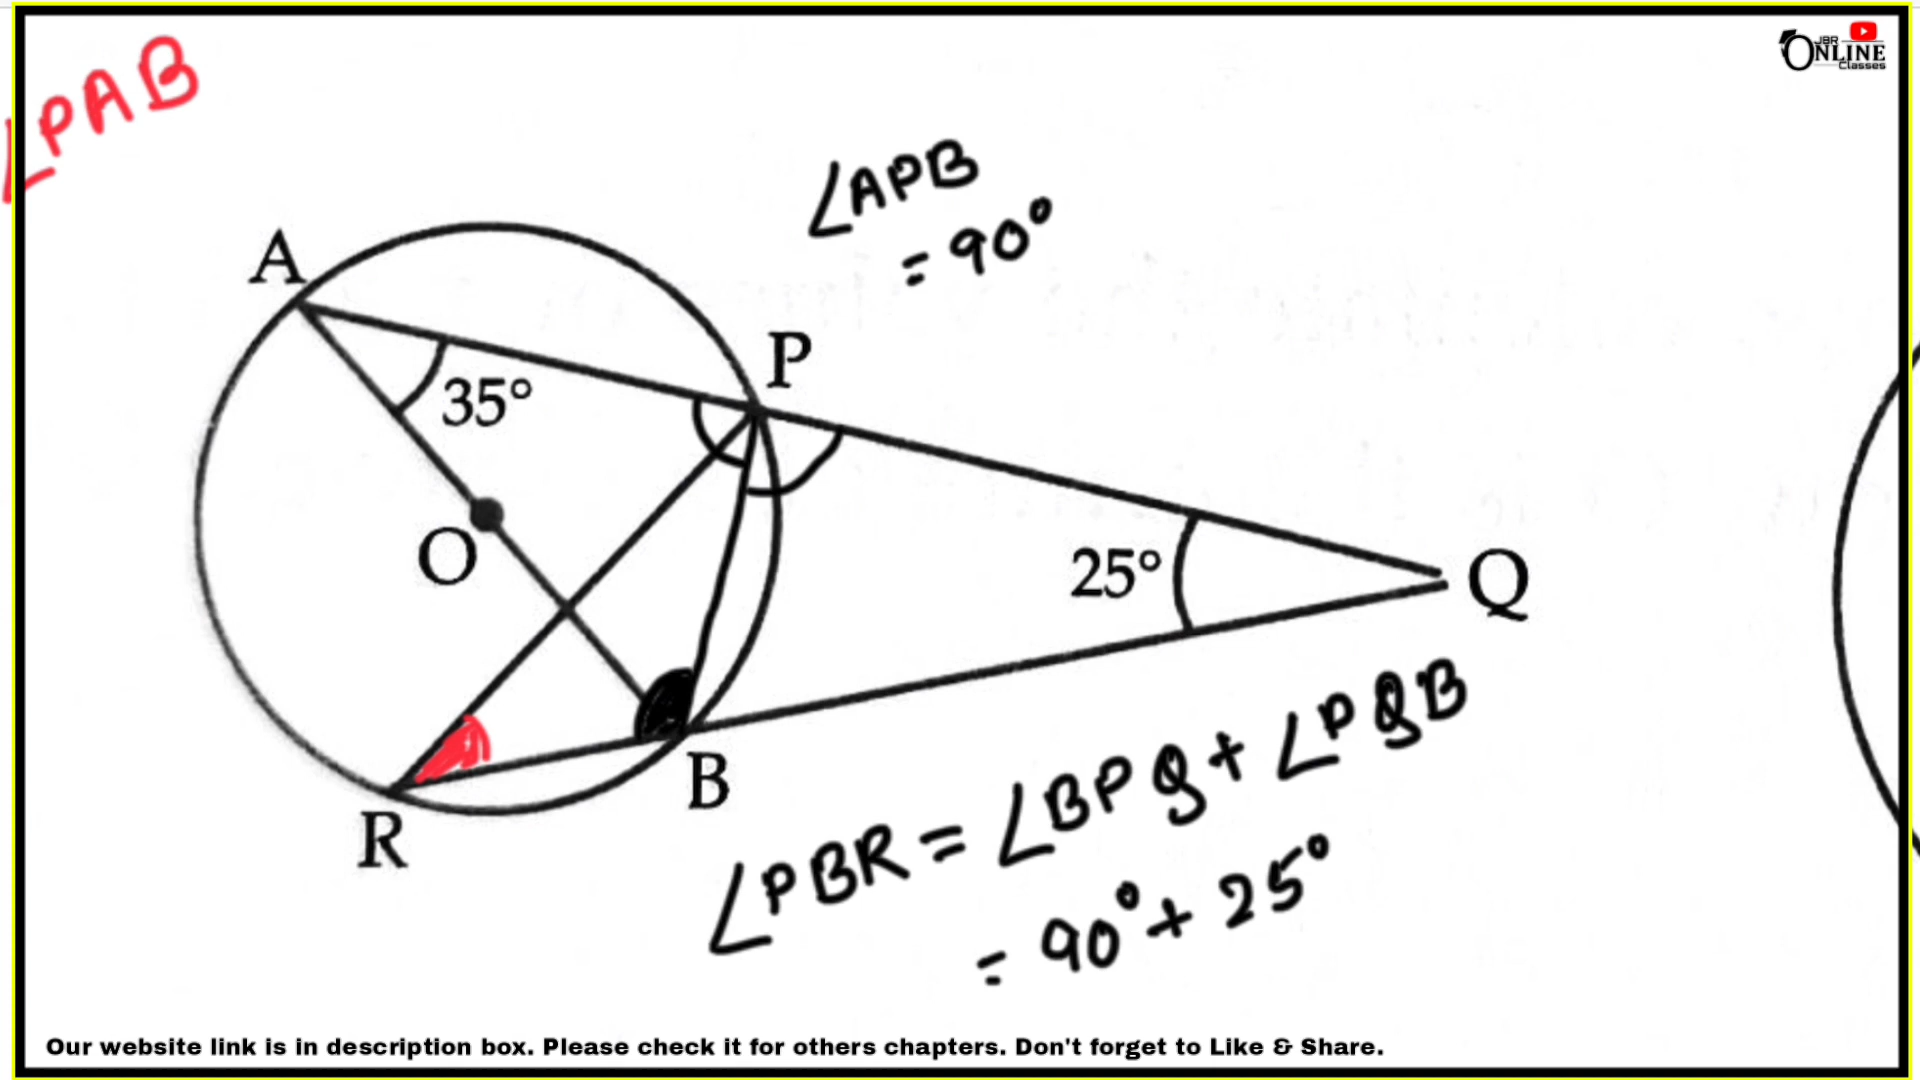 ∠PAB
JBR
ONLINE
Classes
∠APB
= 90°
A
P
35°
O
25°
Q
B
R
∠PBR = ∠BPQ + ∠PQB
= 90° + 25°
Our website link is in description box. Please check it for others chapters. Don't forget to Like & Share.